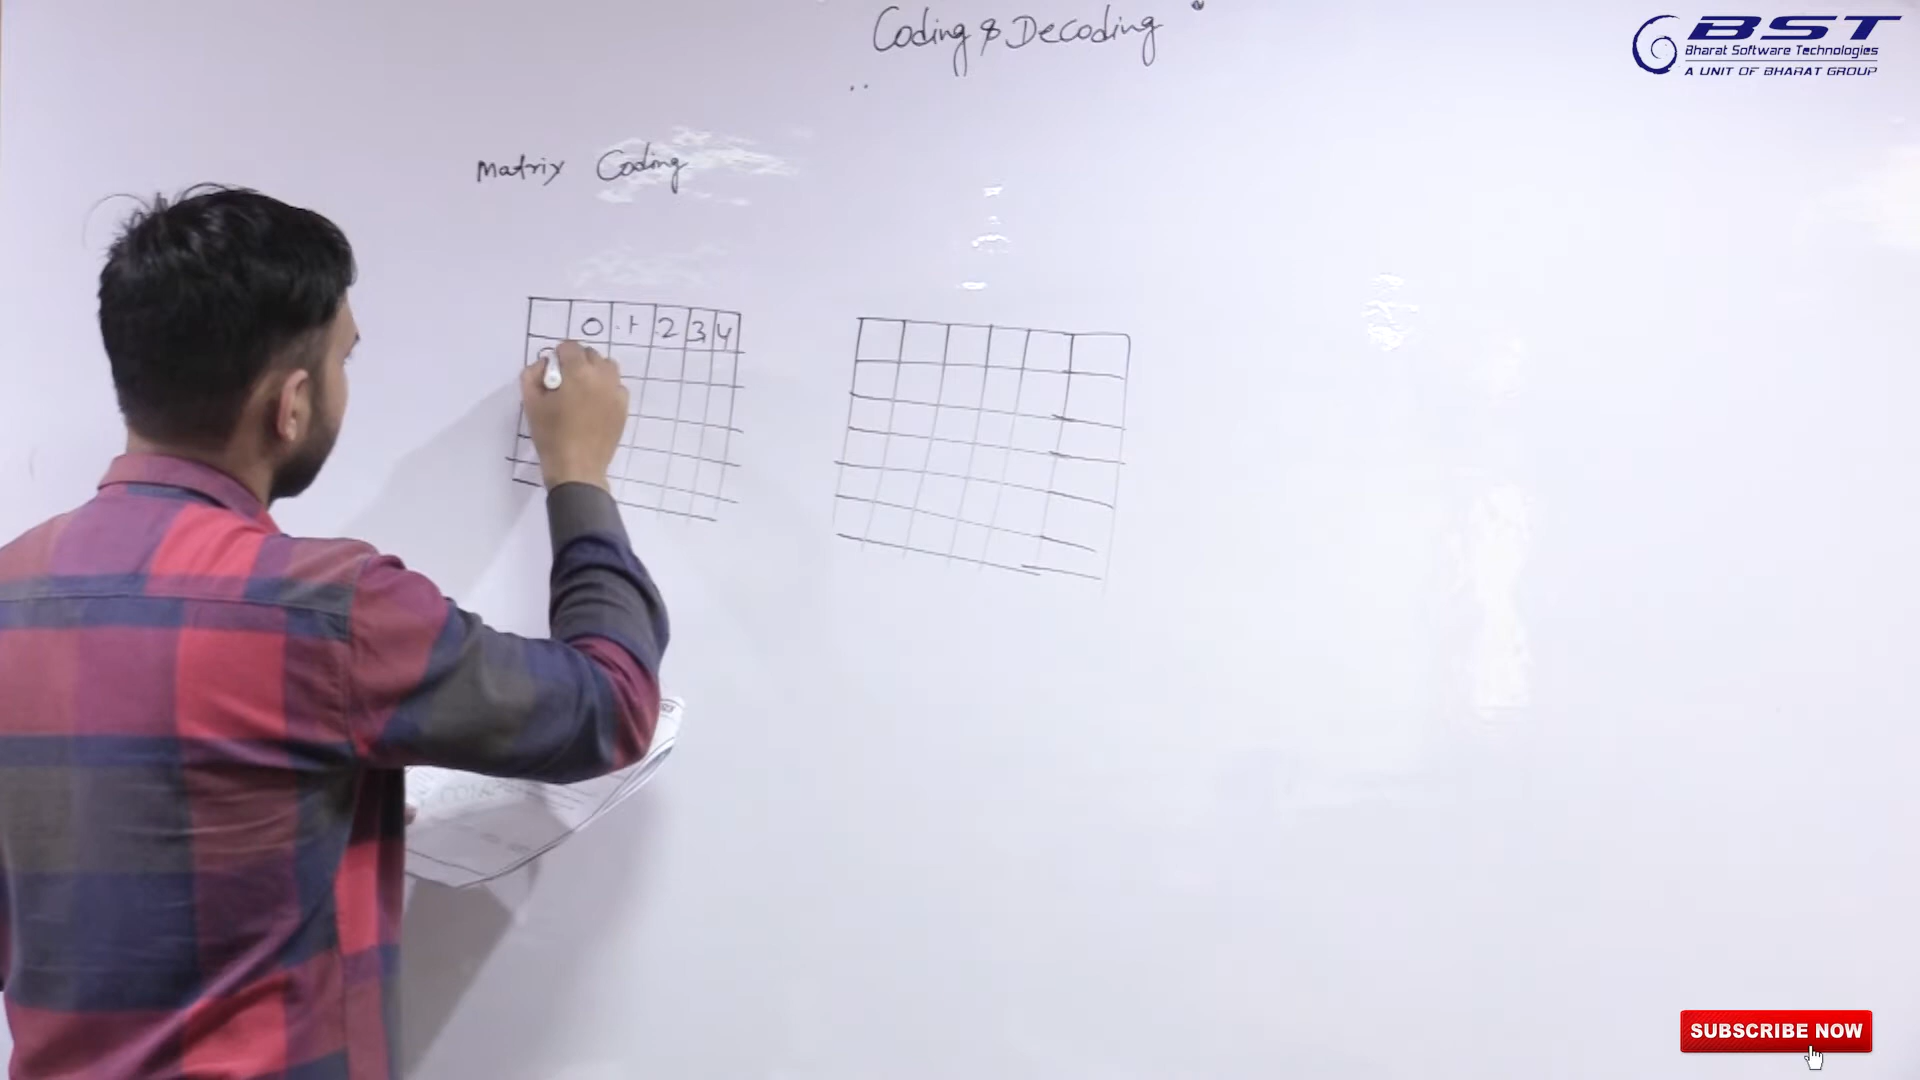 Coding & Decoding
BST
Bharat Software Technologies
A UNIT OF BHARAT GROUP
Matrix Coding
0 1 2 3 4
SUBSCRIBE NOW